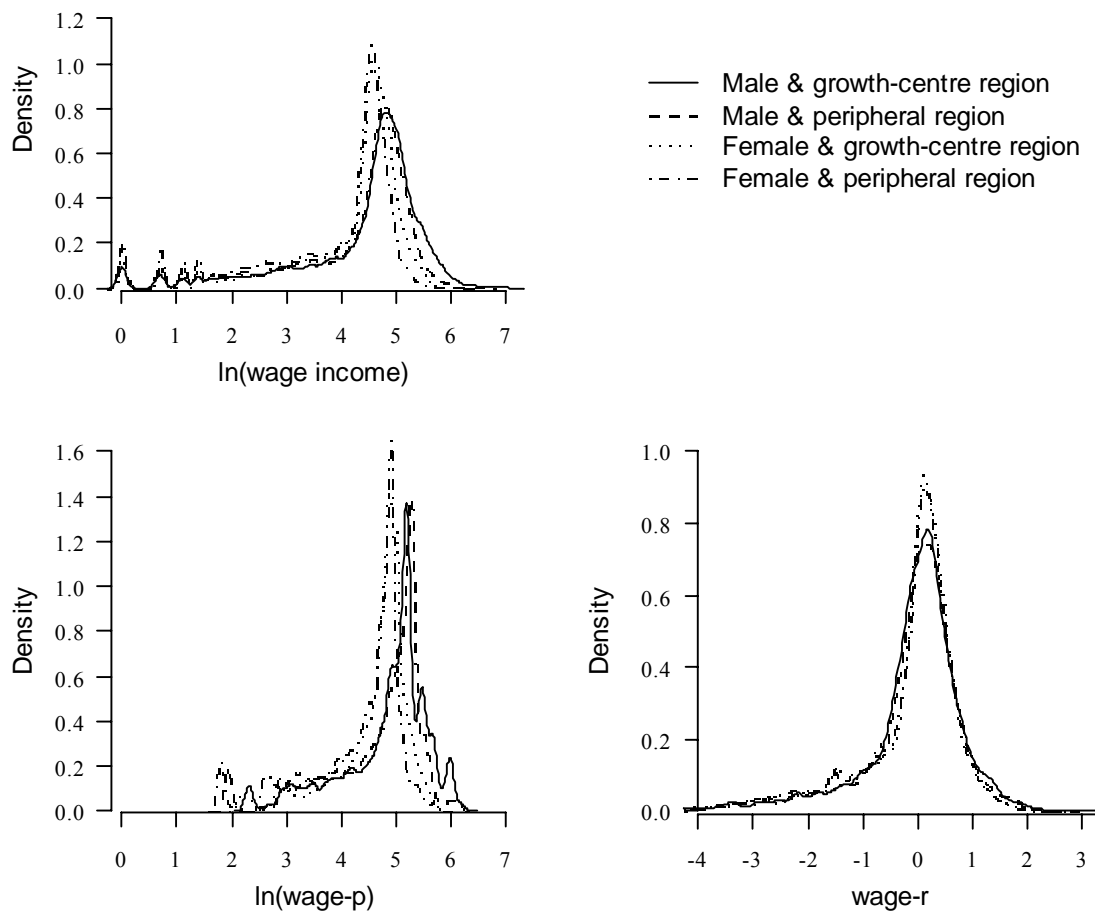 1.2
1.0
0.8
0.6
0.4
0.2
0.0
Density
0 1 2 3 4 5 6 7
ln(wage income)
Male & growth-centre region
Male & peripheral region
Female & growth-centre region
Female & peripheral region
1.6
1.4
1.2
1.0
0.8
0.6
0.4
0.2
0.0
Density
0 1 2 3 4 5 6 7
ln(wage-p)
1.0
0.8
0.6
0.4
0.2
0.0
Density
-4 -3 -2 -1 0 1 2 3
wage-r